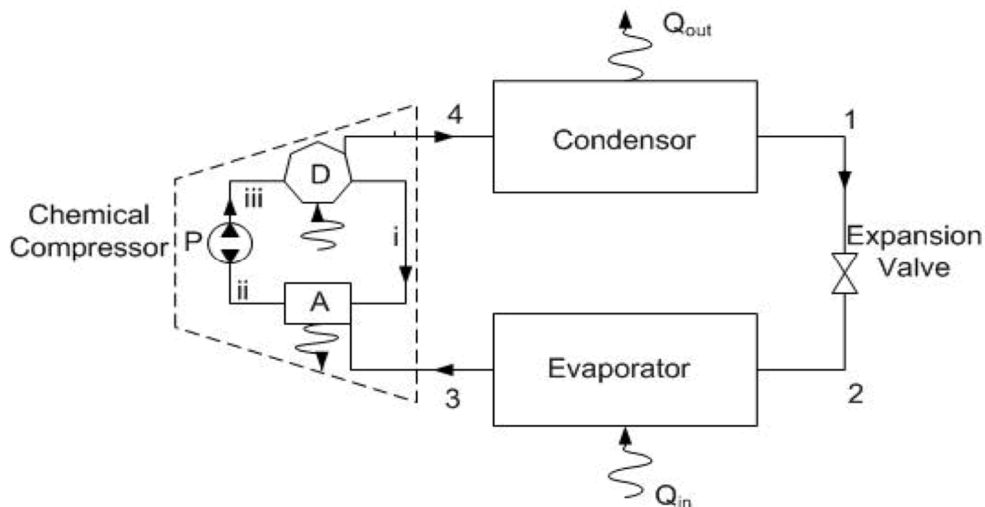 Qout
4
1
Condensor
D
iii
i
Chemical
Compressor
P
Expansion
Valve
ii
A
Evaporator
3
2
Qin